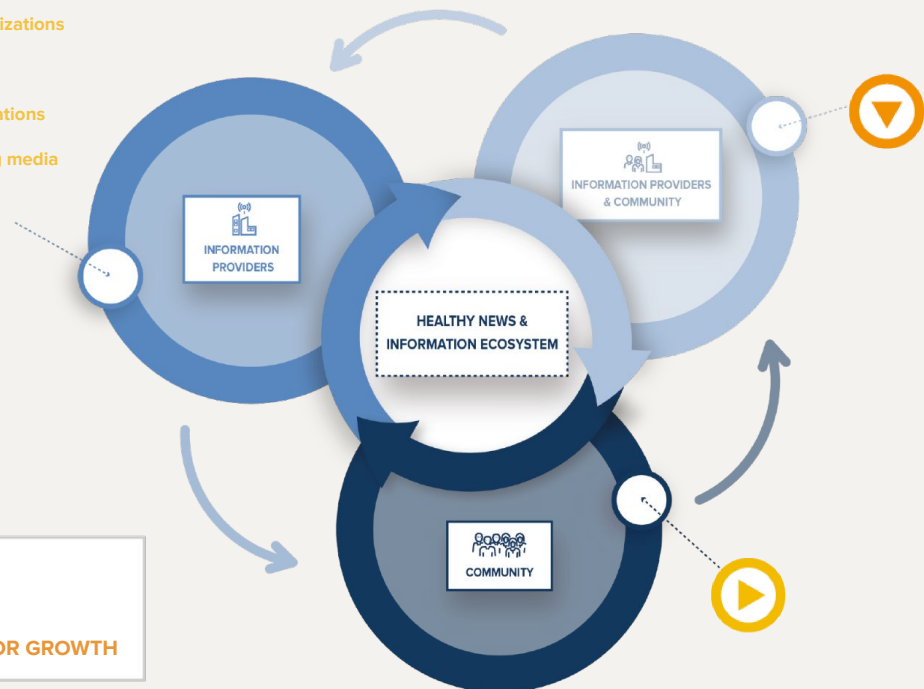 izations
ations
g media
INFORMATION PROVIDERS
& COMMUNITY
INFORMATION
PROVIDERS
HEALTHY NEWS &
INFORMATION ECOSYSTEM
COMMUNITY
OR GROWTH